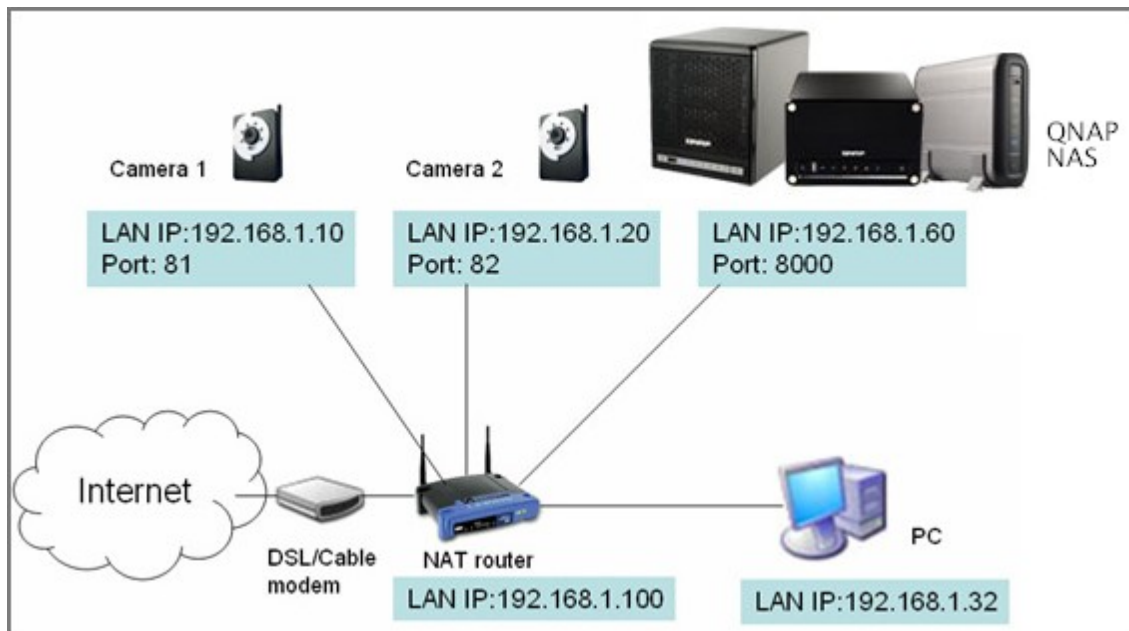 QNAP
NAS
Camera 1
Camera 2
LAN IP:192.168.1.10
Port: 81
LAN IP:192.168.1.20
Port: 82
LAN IP:192.168.1.60
Port: 8000
Internet
DSL/Cable
modem
NAT router
PC
LAN IP:192.168.1.100
LAN IP:192.168.1.32